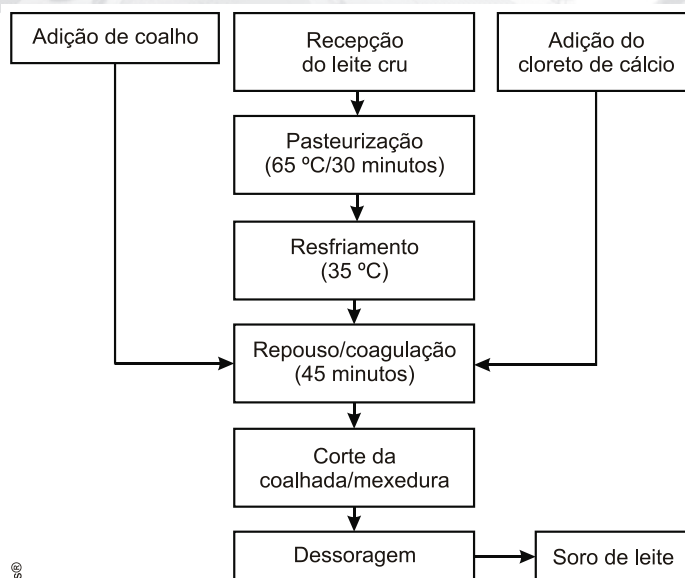 Adição de coalho
Recepção
do leite cru
Adição do
cloreto de cálcio
Pasteurização
(65 ºC/30 minutos)
Resfriamento
(35 ºC)
Repouso/coagulação
(45 minutos)
Corte da
coalhada/mexedura
Dessoragem
Soro de leite
s®